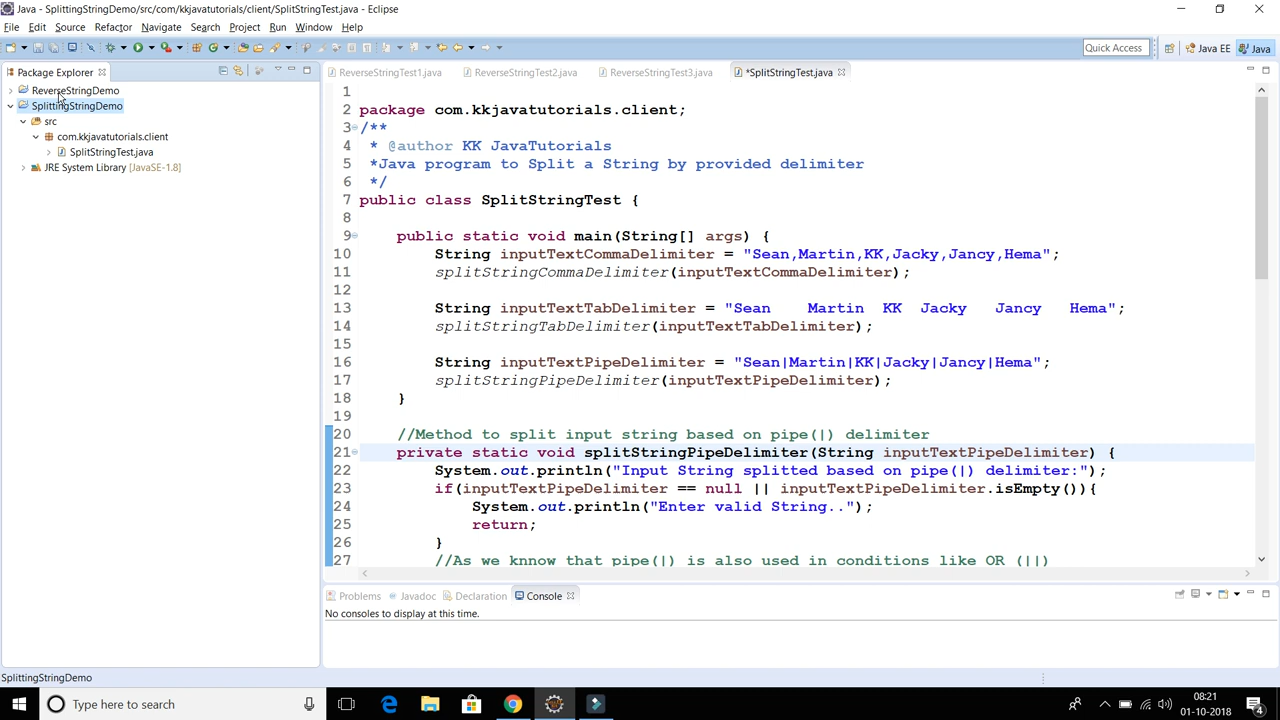 Java - SplittingStringDemo/src/com/kkjavatutorials/client/SplitStringTest.java - Eclipse
File Edit Source Refactor Navigate Search Project Run Window Help
Quick Access Java EE Java
Package Explorer
ReverseStringDemo
SplittingStringDemo
src
com.kkjavatutorials.client
SplitStringTest.java
JRE System Library [JavaSE-1.8]
ReverseStringTest1.java ReverseStringTest2.java ReverseStringTest3.java *SplitStringTest.java
1
2 package com.kkjavatutorials.client;
3 /**
4 * @author KK JavaTutorials
5 *Java program to Split a String by provided delimiter
6 */
7 public class SplitStringTest {
8
9 public static void main(String[] args) {
10 String inputTextCommaDelimiter = "Sean,Martin,KK,Jacky,Jancy,Hema";
11 splitStringCommaDelimiter(inputTextCommaDelimiter);
12
13 String inputTextTabDelimiter = "Sean Martin KK Jacky Jancy Hema";
14 splitStringTabDelimiter(inputTextTabDelimiter);
15
16 String inputTextPipeDelimiter = "Sean|Martin|KK|Jacky|Jancy|Hema";
17 splitStringPipeDelimiter(inputTextPipeDelimiter);
18 }
19
20 //Method to split input string based on pipe(|) delimiter
21 private static void splitStringPipeDelimiter(String inputTextPipeDelimiter) {
22 System.out.println("Input String splitted based on pipe(|) delimiter:");
23 if(inputTextPipeDelimiter == null || inputTextPipeDelimiter.isEmpty()){
24 System.out.println("Enter valid String..");
25 return;
26 }
27 //As we knnow that pipe(|) is also used in conditions like OR (||)
Problems Javadoc Declaration Console
No consoles to display at this time.
SplittingStringDemo
Type here to search
08:21
01-10-2018
4